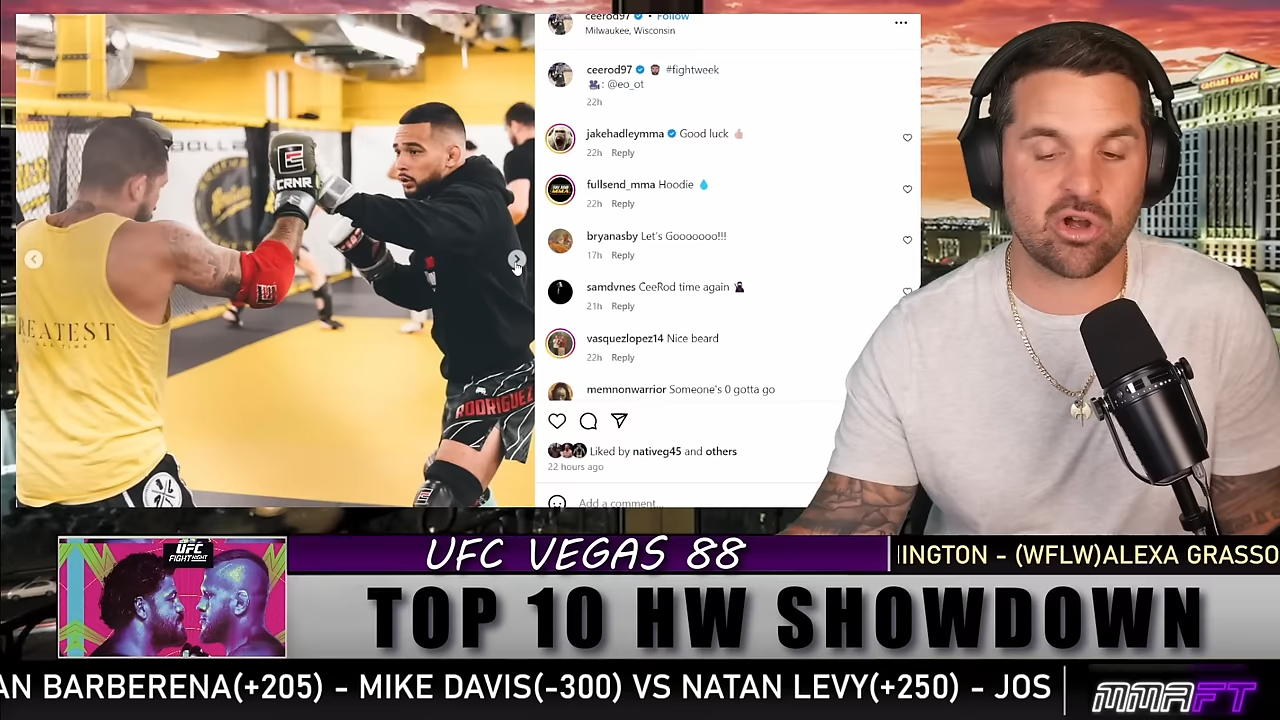 ceerod97 • Follow
Milwaukee, Wisconsin
ceerod97 #fightweek
: @eo_ot
22h
jakehadleymma Good luck
22h Reply
fullsend_mma Hoodie
22h Reply
bryanasby Let's Gooooooo!!!
17h Reply
samdvnes CeeRod time again
21h Reply
vasquezlopez14 Nice beard
22h Reply
memnonwarrior Someone's 0 gotta go
Liked by nativeg45 and others
22 hours ago
Add a comment...
CRNR
REATEST
RODRIGUEZ
CAESARS PALACE
UFC
FIGHT NIGHT
UFC VEGAS 88
INGTON - (WFLW)ALEXA GRASSO
TOP 10 HW SHOWDOWN
AN BARBERENA(+205) - MIKE DAVIS(-300) VS NATAN LEVY(+250) - JOS
MMAFT